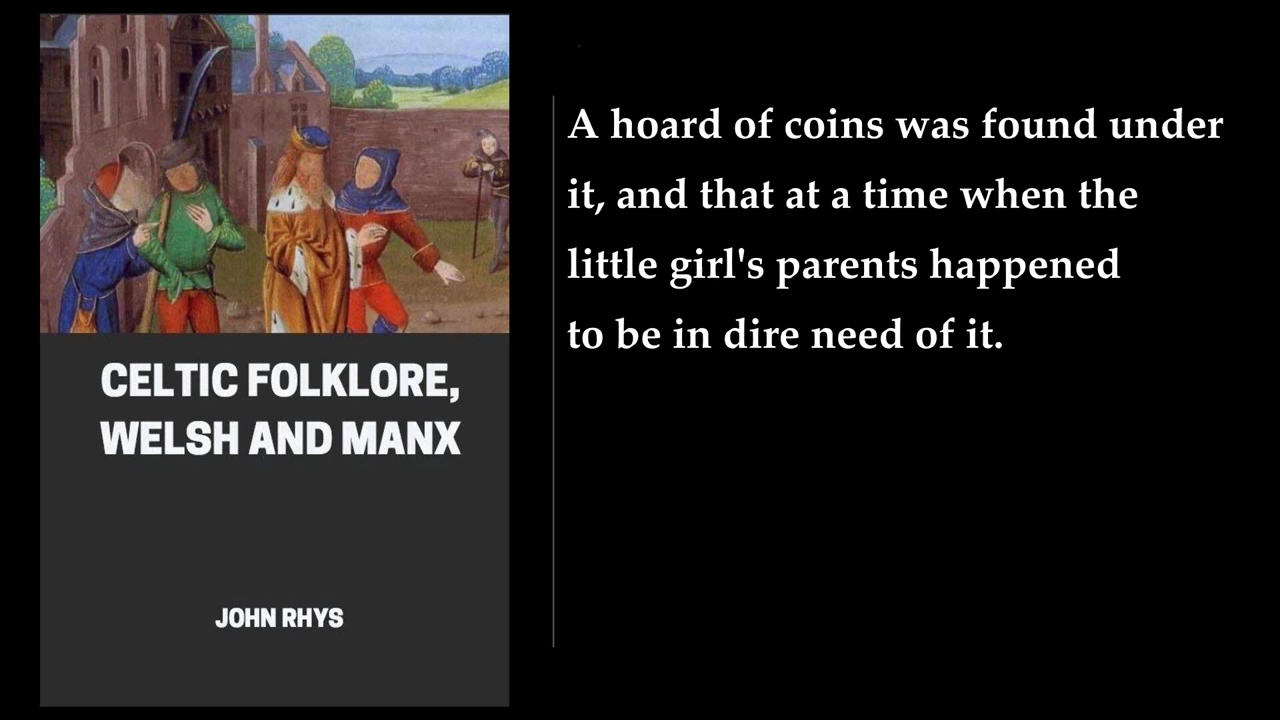 CELTIC FOLKLORE,
WELSH AND MANX
JOHN RHYS
A hoard of coins was found under
it, and that at a time when the
little girl's parents happened
to be in dire need of it.